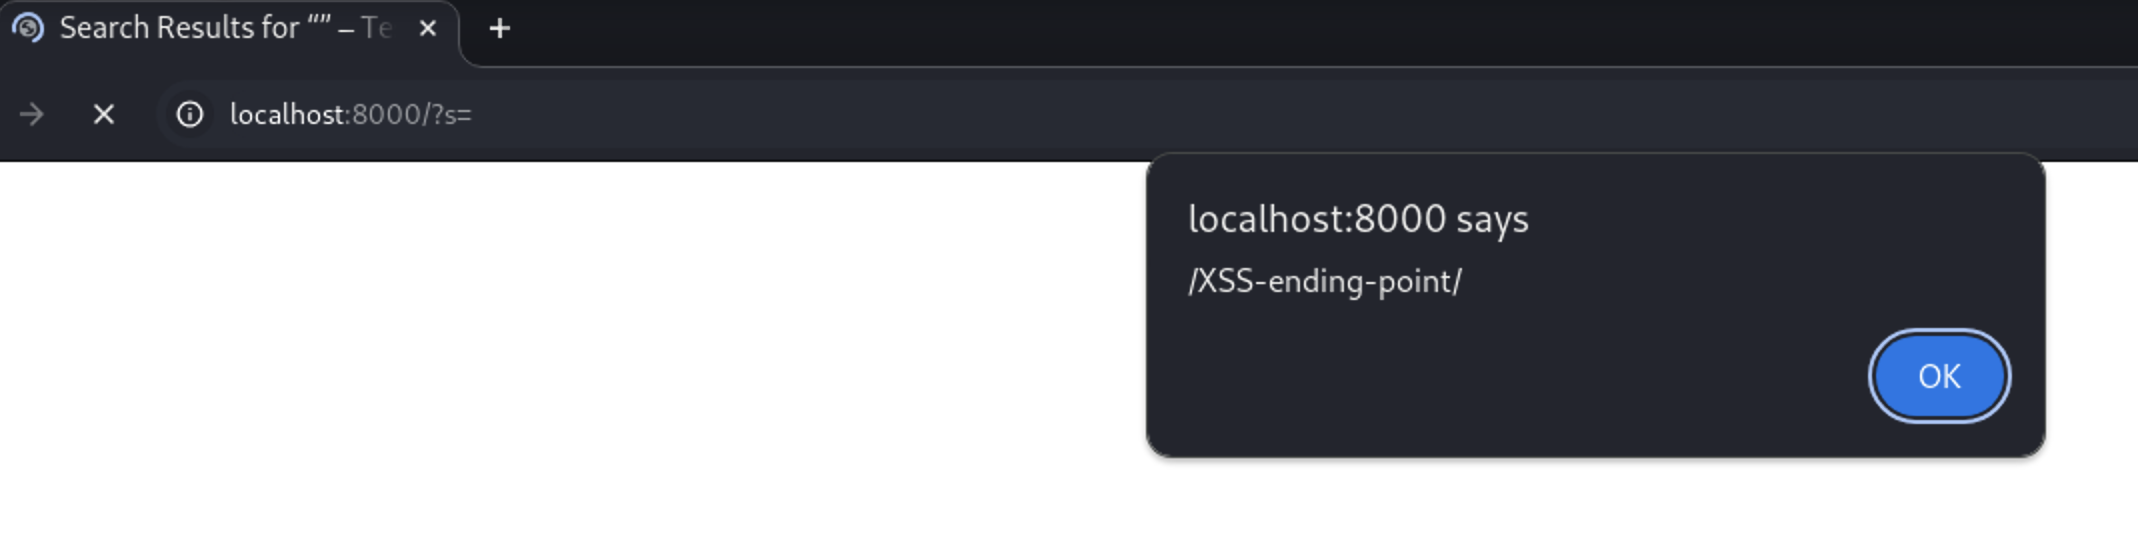 Search Results for “” – Te
localhost:8000/?s=
localhost:8000 says
/XSS-ending-point/
OK